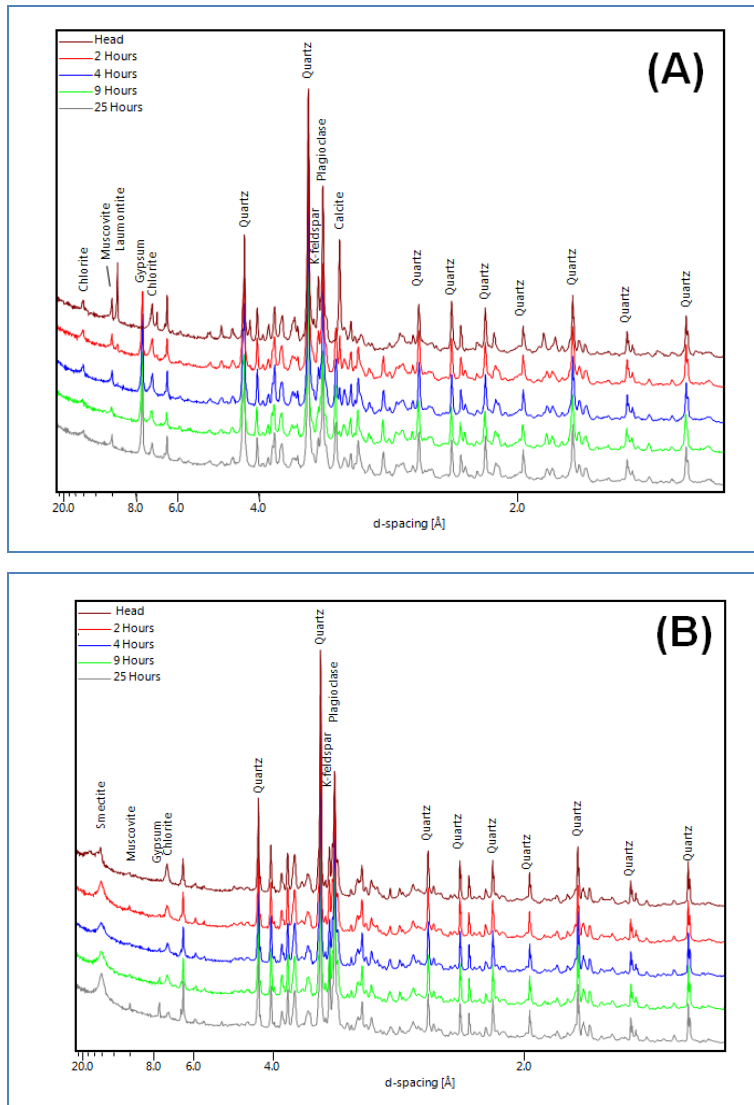 Head
2 Hours
4 Hours
9 Hours
25 Hours
(A)
Chlorite
Muscovite
Laumontite
Gypsum
Chlorite
Quartz
Quartz
K-feldspar
Plagioclase
Calcite
Quartz
Quartz
Quartz
Quartz
Quartz
Quartz
Quartz
20.0 8.0 6.0 4.0 2.0
d-spacing [Å]
Head
2 Hours
4 Hours
9 Hours
25 Hours
(B)
Smectite
Muscovite
Gypsum
Chlorite
Quartz
Quartz
K-feldspar
Plagioclase
Quartz
Quartz
Quartz
Quartz
Quartz
Quartz
Quartz
20.0 8.0 6.0 4.0 2.0
d-spacing [Å]